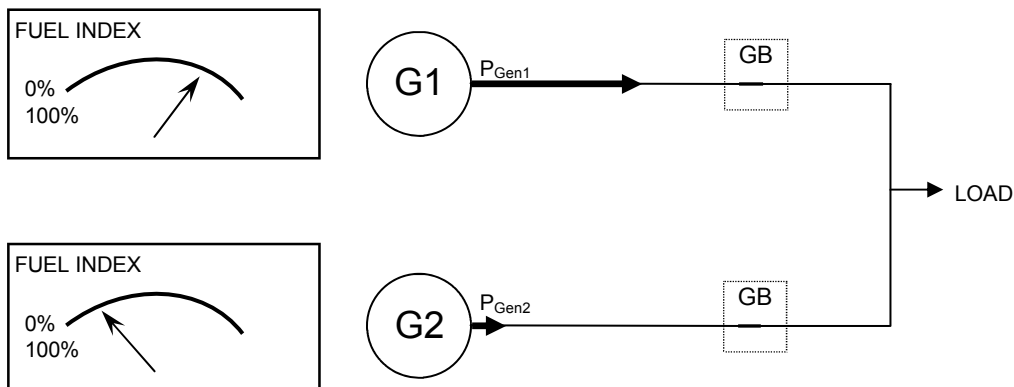 FUEL INDEX
0%
100%
G1
PGen1
GB
LOAD
FUEL INDEX
0%
100%
G2
PGen2
GB